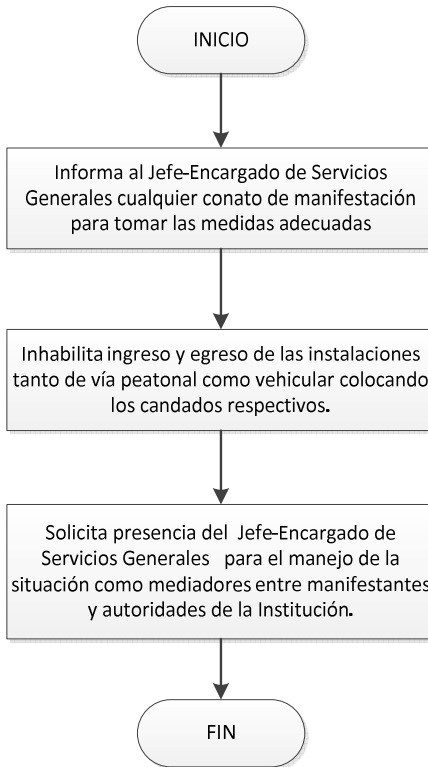 INICIO
Informa al Jefe-Encargado de Servicios
Generales cualquier conato de manifestación
para tomar las medidas adecuadas
Inhabilita ingreso y egreso de las instalaciones
tanto de vía peatonal como vehicular colocando
los candados respectivos.
Solicita presencia del Jefe-Encargado de
Servicios Generales para el manejo de la
situación como mediadores entre manifestantes
y autoridades de la Institución.
FIN